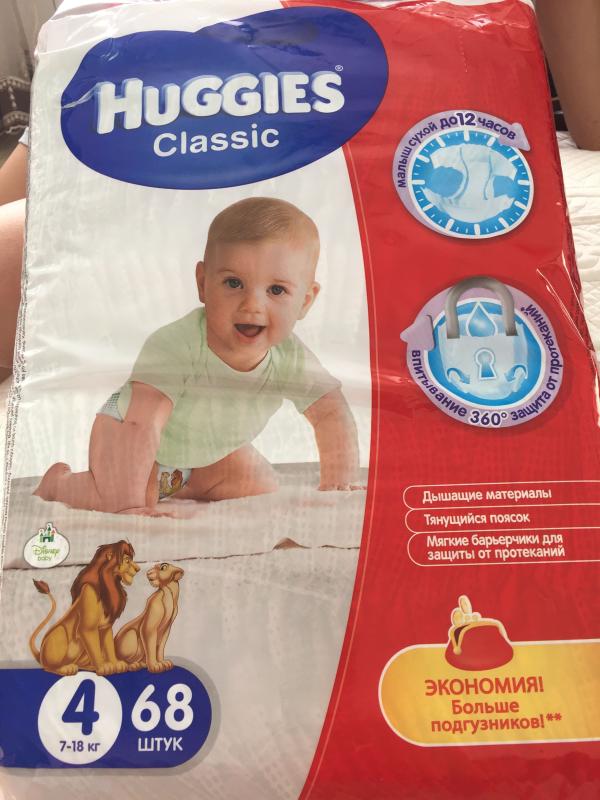 HUGGIES®
Classic
малыш сухой до 12 часов
впитывание 360° защита от протеканий*
Дышащие материалы
Тянущийся поясок
Мягкие барьерчики для
защиты от протеканий
Disney
baby
ЭКОНОМИЯ!
Больше
подгузников!**
4
7-18 кг
68
ШТУК